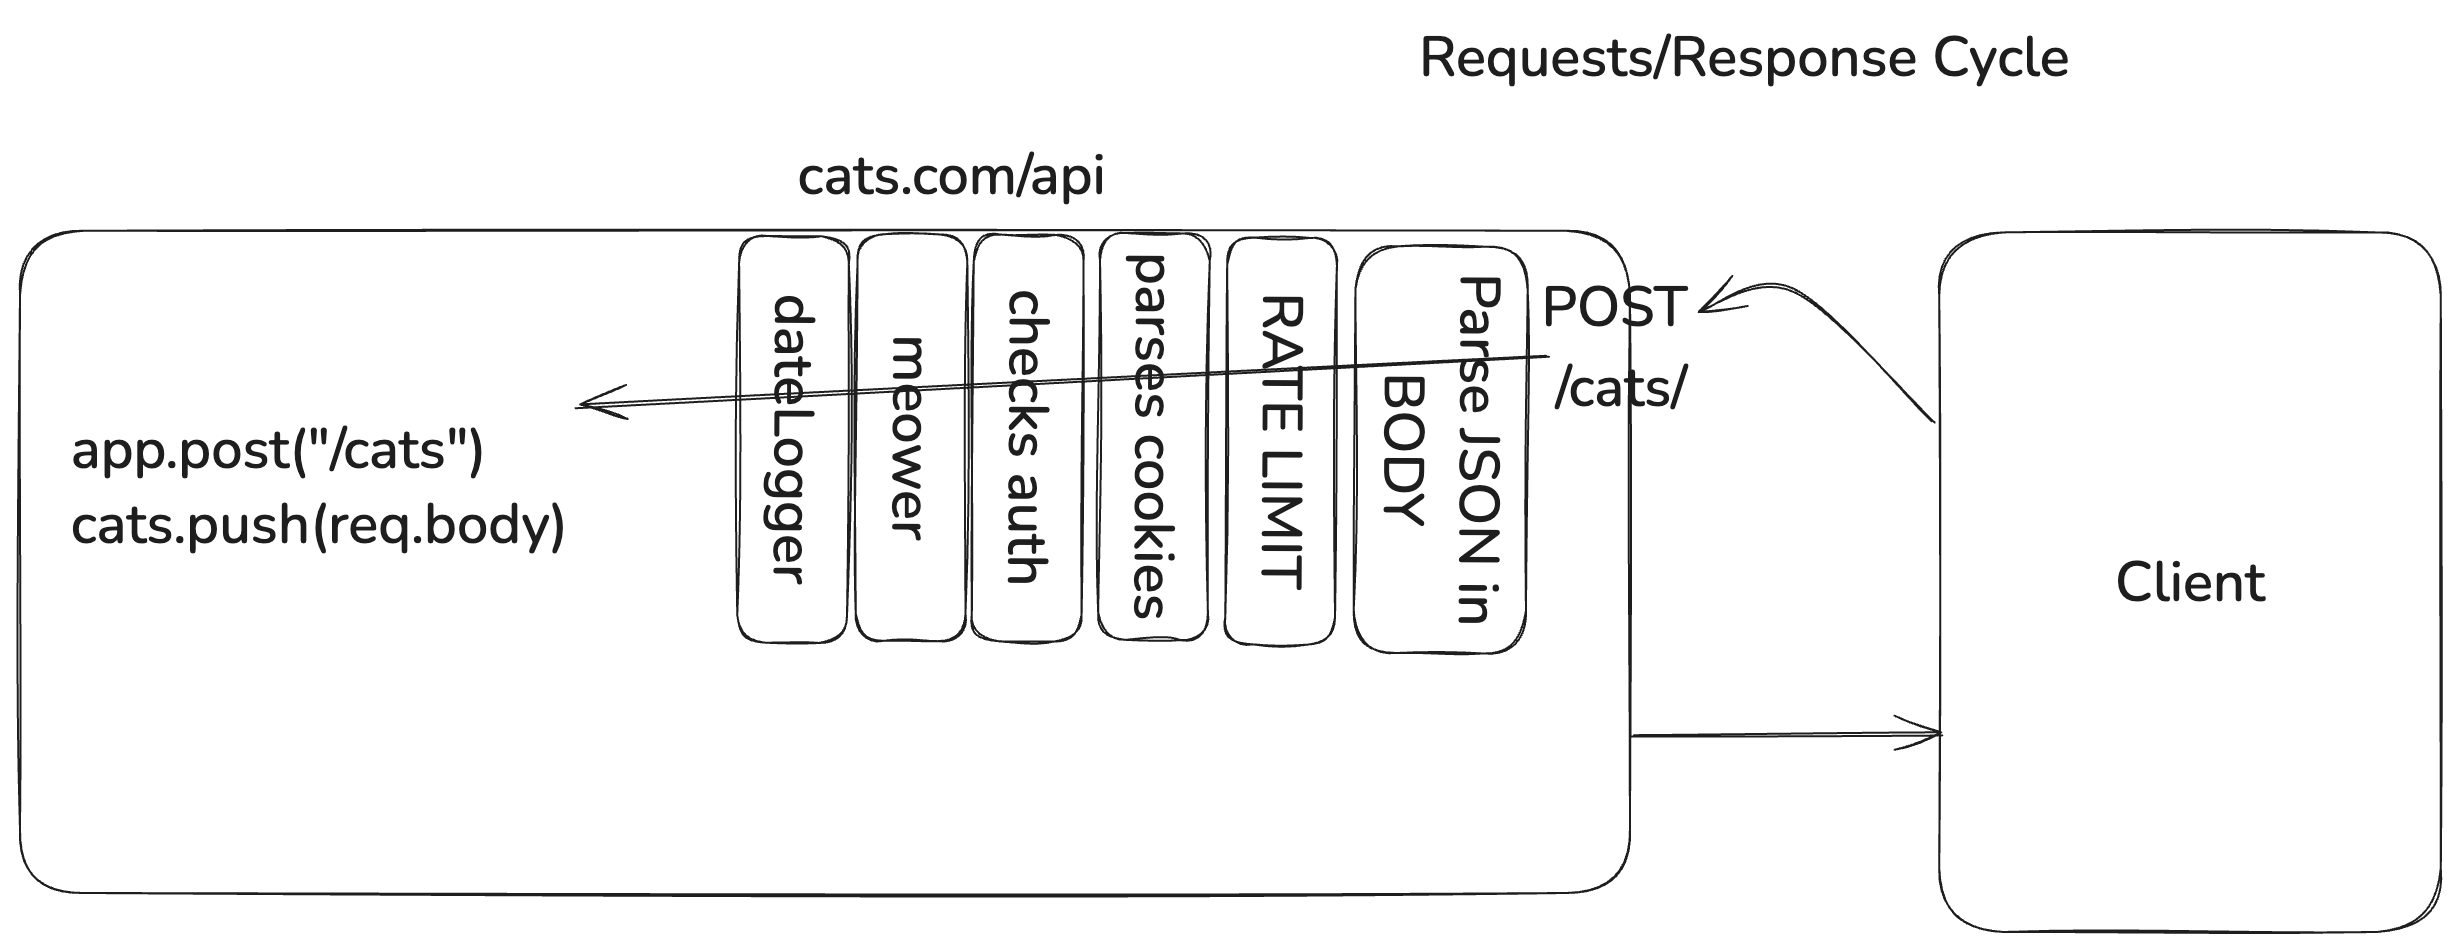 Requests/Response Cycle
cats.com/api
app.post("/cats")
cats.push(req.body)
dateLogger
meower
checks auth
parses cookies
RATE LIMIT
Parse JSON in
BODY
POST
/cats/
Client